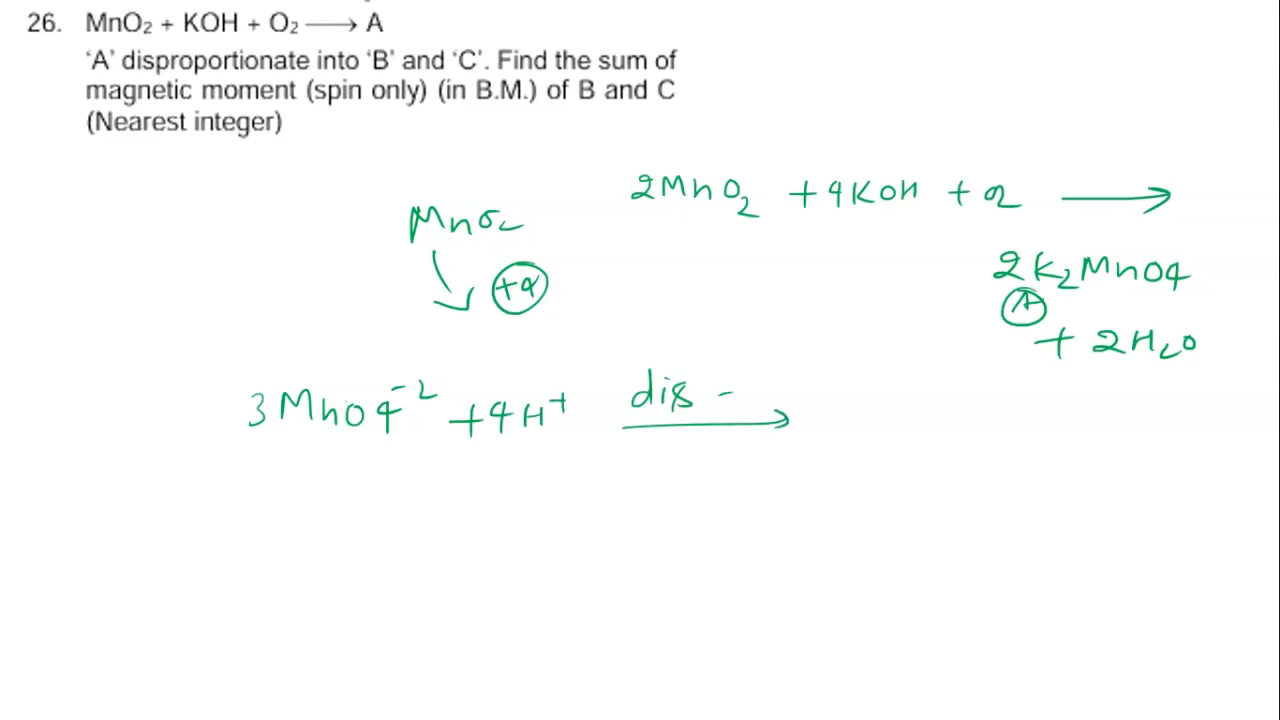 26. MnO₂ + KOH + O₂ ⟶ A
'A' disproportionate into 'B' and 'C'. Find the sum of
magnetic moment (spin only) (in B.M.) of B and C
(Nearest integer)
2MnO₂ + 4KOH + O₂ ⟶
MnO₂
+4
2K₂MnO₄
A
+ 2H₂O
3MnO₄⁻² + 4H⁺ dis - ⟶